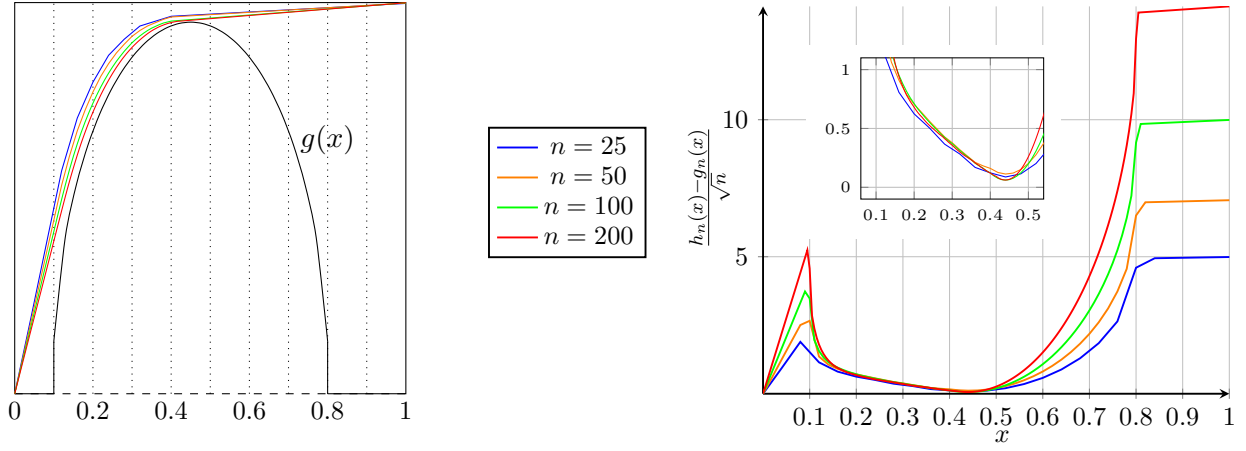 g(x)
0 0.2 0.4 0.6 0.8 1
n = 25
n = 50
n = 100
n = 200
h_n(x)−g_n(x)
√n
10
5
0.1 0.2 0.3 0.4 0.5 0.6 0.7 0.8 0.9 1
x
1
0.5
0
0.1 0.2 0.3 0.4 0.5